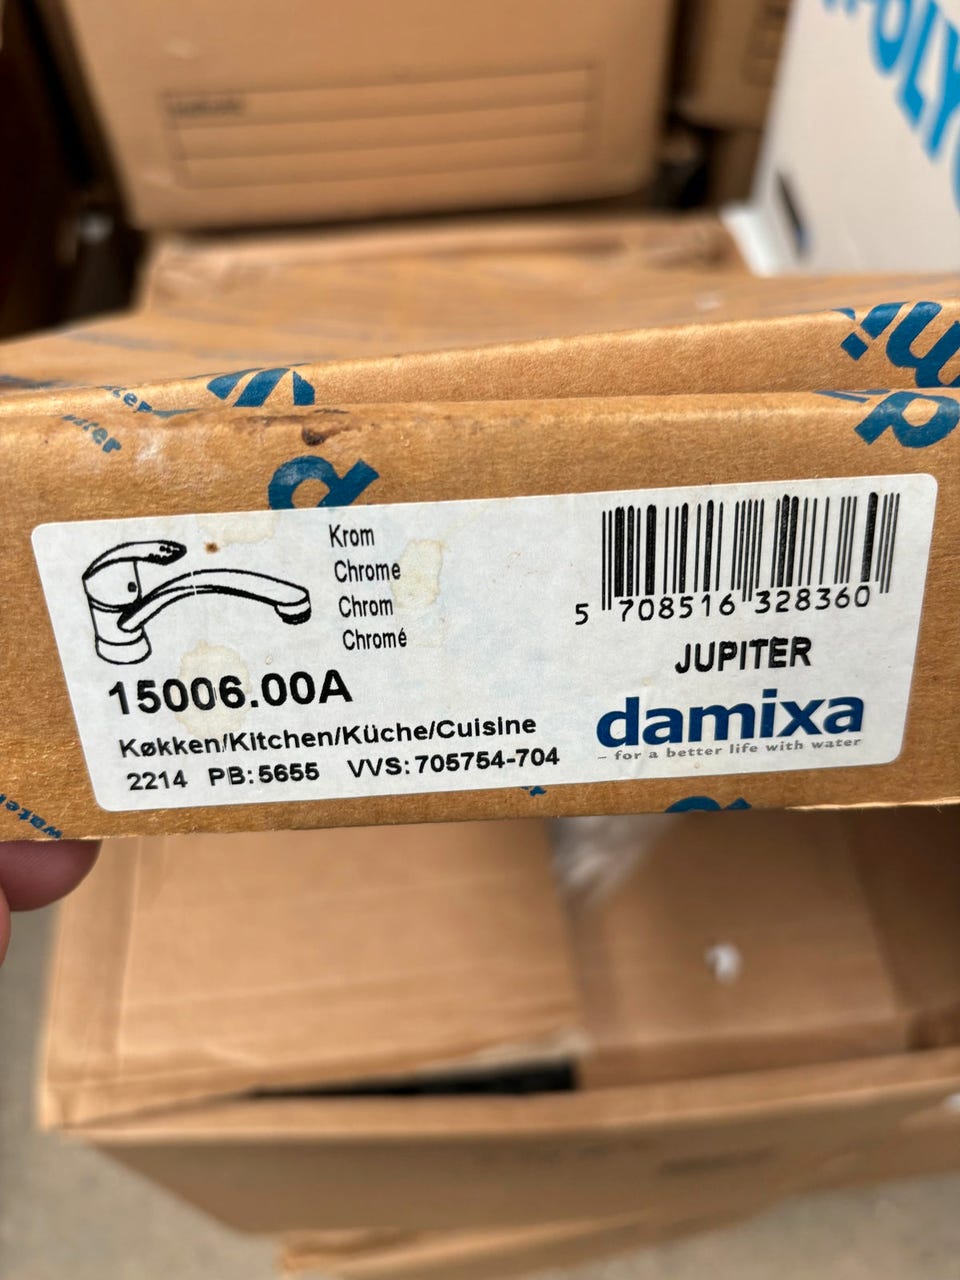 POLY
Krom
Chrome
Chrom
Chromé
5 708516 328360
JUPITER
15006.00A
damixa
– for a better life with water
Køkken/Kitchen/Küche/Cuisine
2214 PB:5655 VVS:705754-704